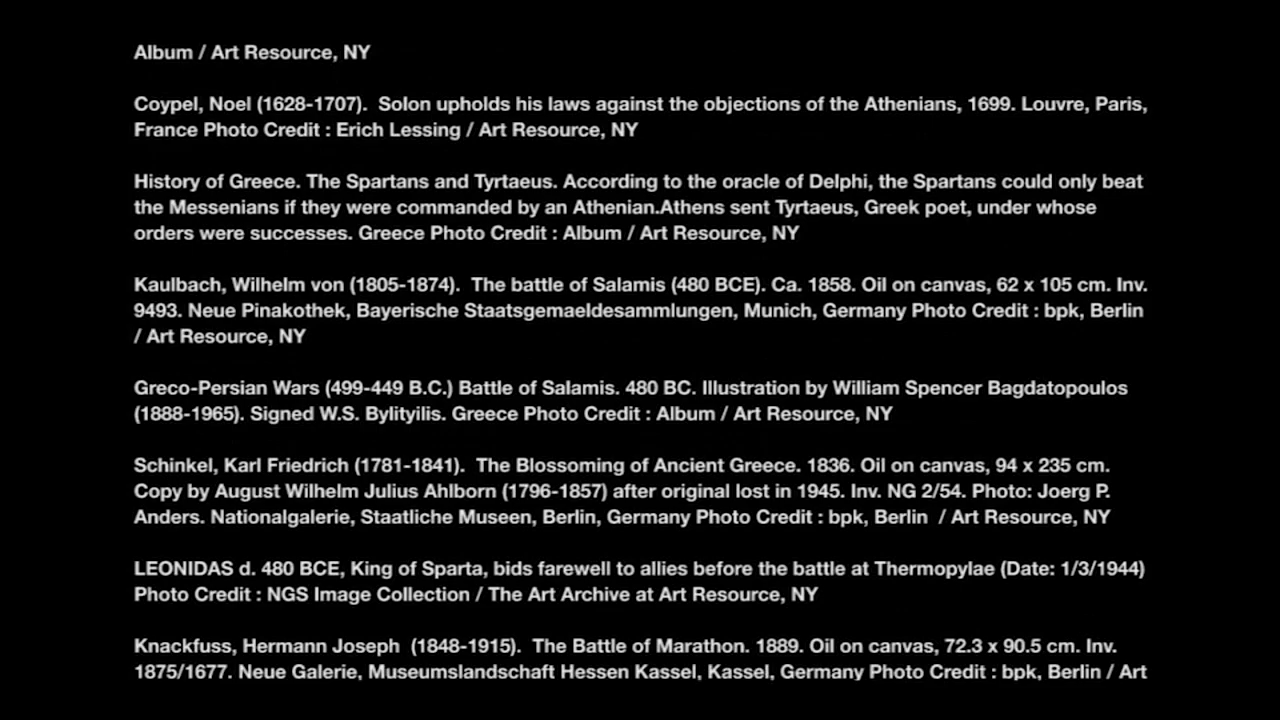 Album / Art Resource, NY
Coypel, Noel (1628-1707).  Solon upholds his laws against the objections of the Athenians, 1699. Louvre, Paris,
France Photo Credit : Erich Lessing / Art Resource, NY
History of Greece. The Spartans and Tyrtaeus. According to the oracle of Delphi, the Spartans could only beat
the Messenians if they were commanded by an Athenian.Athens sent Tyrtaeus, Greek poet, under whose
orders were successes. Greece Photo Credit : Album / Art Resource, NY
Kaulbach, Wilhelm von (1805-1874).  The battle of Salamis (480 BCE). Ca. 1858. Oil on canvas, 62 x 105 cm. Inv.
9493. Neue Pinakothek, Bayerische Staatsgemaeldesammlungen, Munich, Germany Photo Credit : bpk, Berlin
/ Art Resource, NY
Greco-Persian Wars (499-449 B.C.) Battle of Salamis. 480 BC. Illustration by William Spencer Bagdatopoulos
(1888-1965). Signed W.S. Bylityilis. Greece Photo Credit : Album / Art Resource, NY
Schinkel, Karl Friedrich (1781-1841).  The Blossoming of Ancient Greece. 1836. Oil on canvas, 94 x 235 cm.
Copy by August Wilhelm Julius Ahlborn (1796-1857) after original lost in 1945. Inv. NG 2/54. Photo: Joerg P.
Anders. Nationalgalerie, Staatliche Museen, Berlin, Germany Photo Credit : bpk, Berlin  / Art Resource, NY
LEONIDAS d. 480 BCE, King of Sparta, bids farewell to allies before the battle at Thermopylae (Date: 1/3/1944)
Photo Credit : NGS Image Collection / The Art Archive at Art Resource, NY
Knackfuss, Hermann Joseph  (1848-1915).  The Battle of Marathon. 1889. Oil on canvas, 72.3 x 90.5 cm. Inv.
1875/1677. Neue Galerie, Museumslandschaft Hessen Kassel, Kassel, Germany Photo Credit : bpk, Berlin / Art